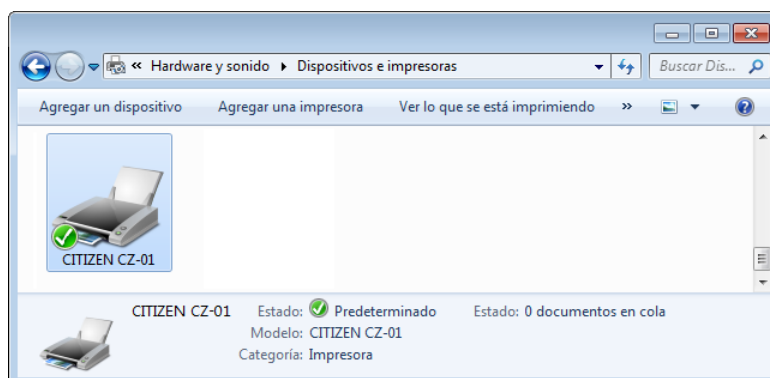 « Hardware y sonido ▸ Dispositivos e impresoras Buscar Dis...
Agregar un dispositivo Agregar una impresora Ver lo que se está imprimiendo »
CITIZEN CZ-01
CITIZEN CZ-01 Estado: Predeterminado Estado: 0 documentos en cola
Modelo: CITIZEN CZ-01
Categoría: Impresora